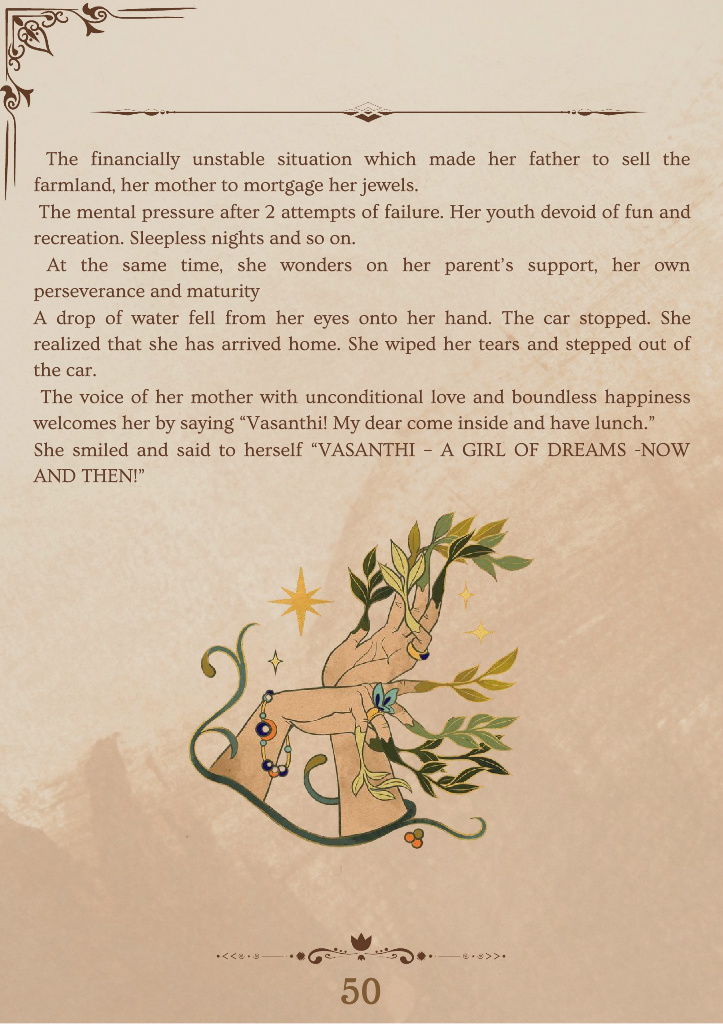 The financially unstable situation which made her father to sell the
farmland, her mother to mortgage her jewels.
The mental pressure after 2 attempts of failure. Her youth devoid of fun and
recreation. Sleepless nights and so on.
At the same time, she wonders on her parent's support, her own
perseverance and maturity
A drop of water fell from her eyes onto her hand. The car stopped. She
realized that she has arrived home. She wiped her tears and stepped out of
the car.
The voice of her mother with unconditional love and boundless happiness
welcomes her by saying “Vasanthi! My dear come inside and have lunch.”
She smiled and said to herself “VASANTHI – A GIRL OF DREAMS -NOW
AND THEN!”
50